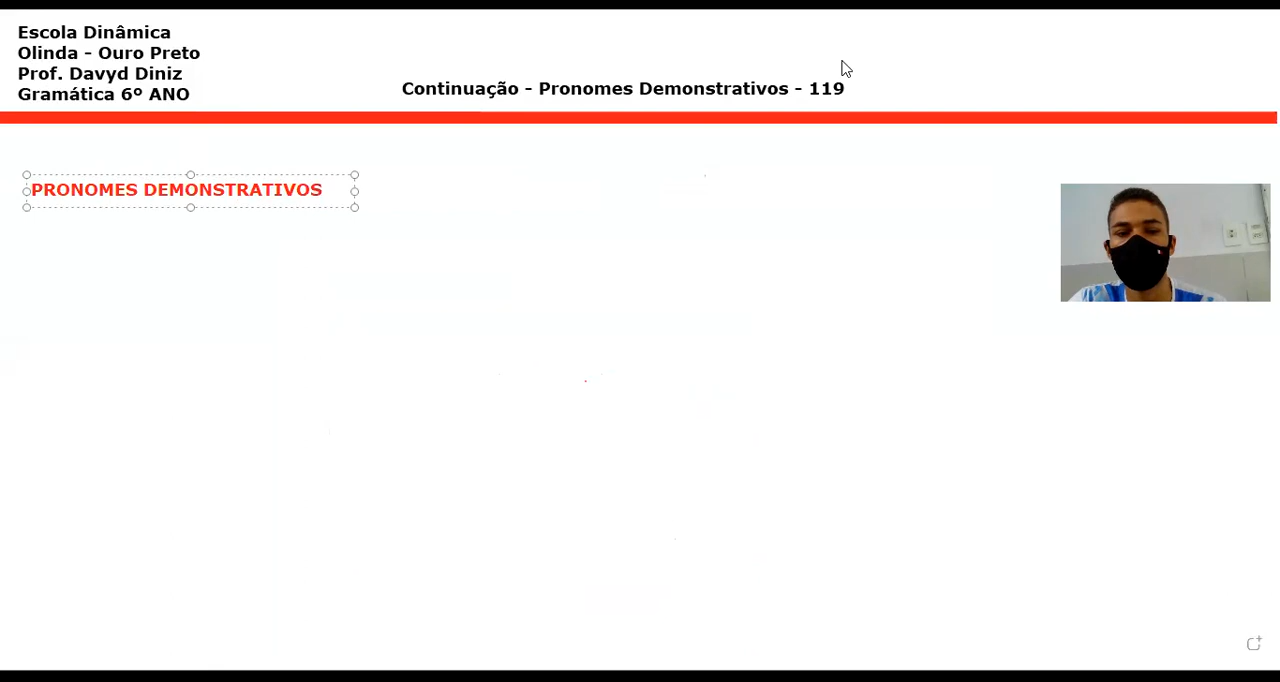 Escola Dinâmica
Olinda - Ouro Preto
Prof. Davyd Diniz
Gramática 6º ANO
Continuação - Pronomes Demonstrativos - 119
PRONOMES DEMONSTRATIVOS